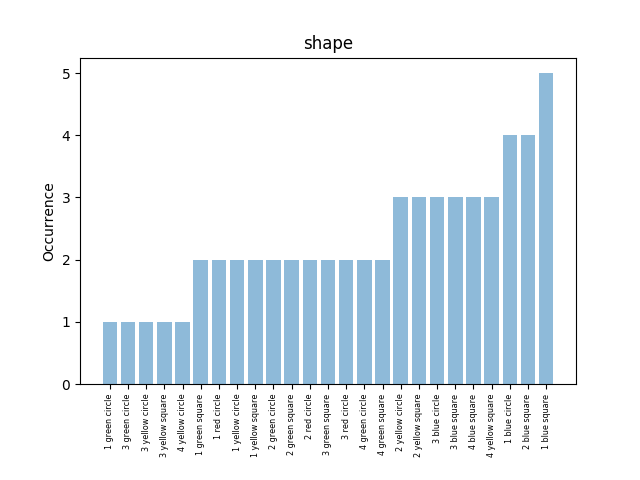 shape
5
4
3
2
1
0
Occurrence
1 green circle
3 green circle
3 yellow circle
3 yellow square
4 yellow circle
1 green square
1 red circle
1 yellow circle
1 yellow square
2 green circle
2 green square
2 red circle
3 green square
3 red circle
4 green circle
4 green square
2 yellow circle
2 yellow square
3 blue circle
3 blue square
4 blue square
4 yellow square
1 blue circle
2 blue square
1 blue square